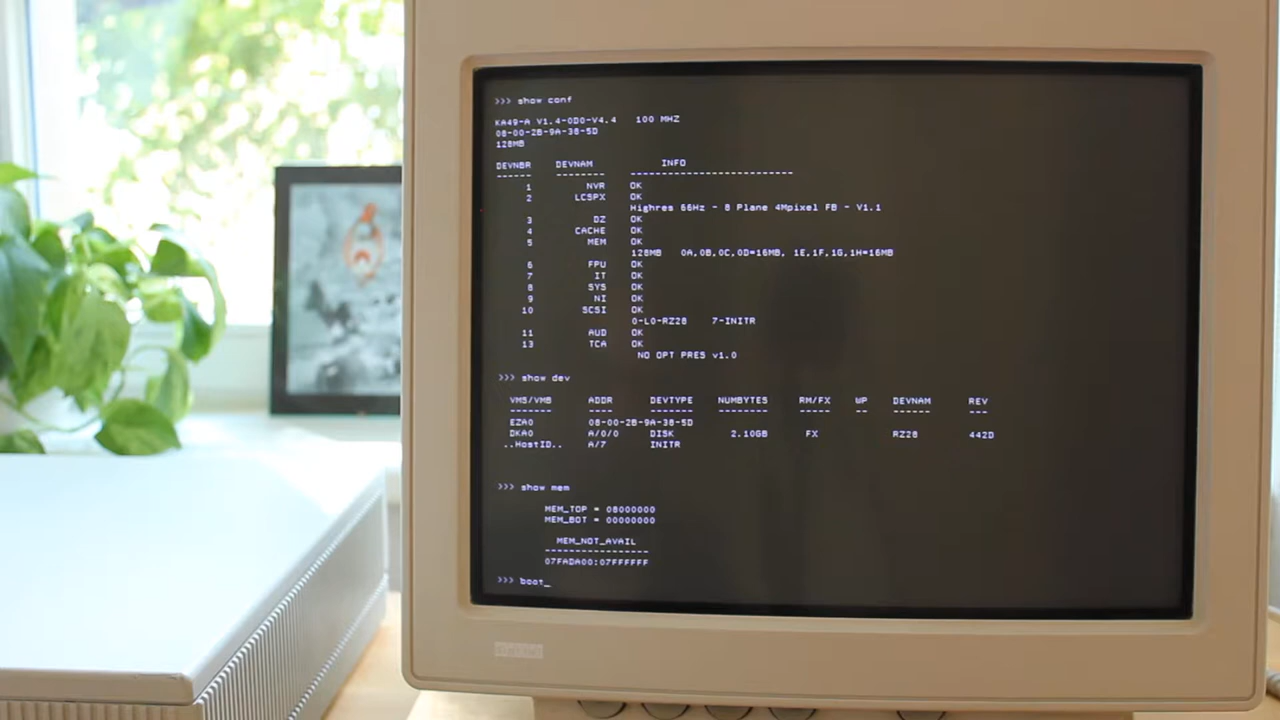 >>> show conf
KA49-A V1.4-0D0-V4.4 100 MHZ
08-00-2B-9A-38-5D
128MB
DEVNBR DEVNAM INFO
------ -------- --------------------------
1 NVR OK
2 LCSPX OK
Highres 66Hz - 8 Plane 4Mpixel FB - V1.1
3 DZ OK
4 CACHE OK
5 MEM OK
128MB 0A,0B,0C,0D=16MB, 1E,1F,1G,1H=16MB
6 FPU OK
7 IT OK
8 SYS OK
9 NI OK
10 SCSI OK
0-L0-RZ28 7-INITR
11 AUD OK
13 TCA OK
NO OPT PRES v1.0
>>> show dev
VMS/VMB ADDR DEVTYPE NUMBYTES RM/FX WP DEVNAM REV
------- ---- ------- -------- ----- -- ------ ---
EZA0 08-00-2B-9A-38-5D
DKA0 A/0/0 DISK 2.10GB FX RZ28 442D
..HostID.. A/7 INITR
>>> show mem
MEM_TOP = 08000000
MEM_BOT = 00000000
MEM_NOT_AVAIL
-----------------
07FADA00:07FFFFFF
>>> boot_
digital